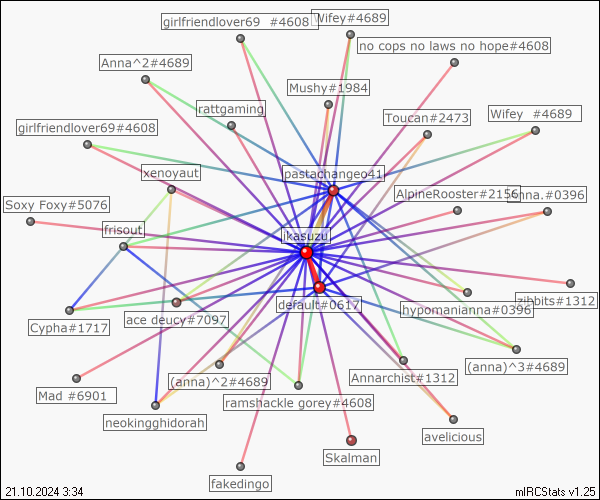 girlfriendlover69 #4608
Wifey#4689
no cops no laws no hope#4608
Anna^2#4689
Mushy#1984
rattgaming
Toucan#2473
Wifey #4689
girlfriendlover69#4608
xenoyaut
pastachangeo41
AlpineRooster#2156
nna.#0396
Soxy Foxy#5076
frisout
jkasuzu
default#0617
zibbits#1312
hypomanianna#0396
Cypha#1717
ace deucy#7097
(anna)^2#4689
Annarchist#1312
(anna)^3#4689
Mad #6901
ramshackle gorey#4608
neokingghidorah
avelicious
Skalman
fakedingo
21.10.2024 3:34
mIRCStats v1.25